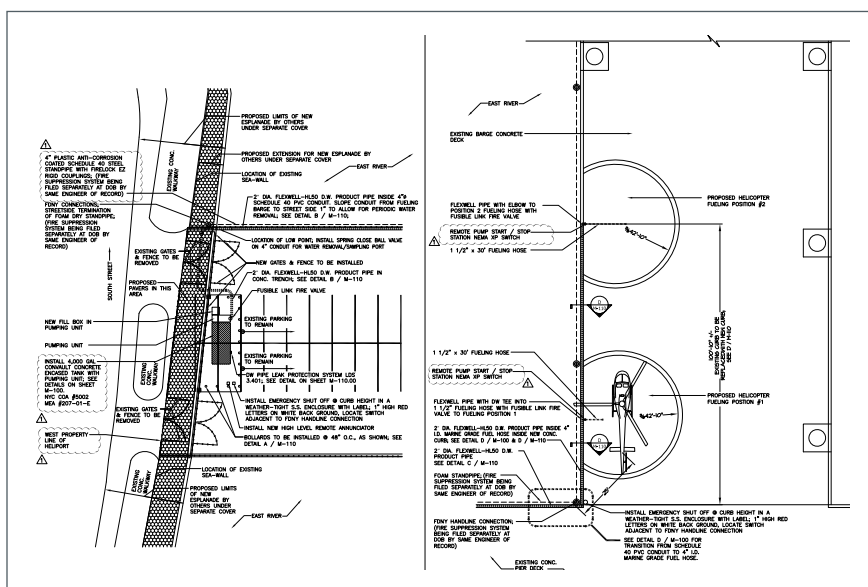 PROPOSED LIMITS OF NEW
ESPLANADE BY OTHERS
UNDER SEPARATE COVER
4" PLASTIC ANTI-CORROSION
COATED SCHEDULE 40 STEEL
STANDPIPE WITH FIRELOCK EZ
RIGID COUPLINGS; (FIRE
SUPPRESSION SYSTEM BEING
FILED SEPARATELY AT DOB BY
SAME ENGINEER OF RECORD)
EXISTING CONC.
WALKWAY
PROPOSED EXTENSION FOR NEW ESPLANADE BY
OTHERS UNDER SEPARATE COVER
EAST RIVER
LOCATION OF EXISTING
SEA-WALL
FDNY CONNECTIONS;
STREETSIDE TERMINATION
OF FOAM DRY STANDPIPE;
(FIRE SUPPRESSION
SYSTEM BEING FILED
SEPARATELY AT DOB BY
SAME ENGINEER OF
RECORD)
2" DIA. FLEXWELL-HL50 D.W. PRODUCT PIPE INSIDE 4"ø
SCHEDULE 40 PVC CONDUIT. SLOPE CONDUIT FROM FUELING
BARGE TO STREET SIDE 1" TO ALLOW FOR PERIODIC WATER
REMOVAL; SEE DETAIL B / M-110;
LOCATION OF LOW POINT; INSTALL SPRING CLOSE BALL VALVE
ON 4" CONDUIT FOR WATER REMOVAL/SAMPLING PORT
EXISTING GATES
& FENCE TO BE
REMOVED
SOUTH STREET
NEW GATES & FENCE TO BE INSTALLED
2" DIA. FLEXWELL-HL50 D.W. PRODUCT PIPE IN
CONC. TRENCH; SEE DETAIL B / M-110
PROPOSED
PAVERS IN THIS
AREA
FUSIBLE LINK FIRE VALVE
NEW FILL BOX IN
PUMPING UNIT
EXISTING PARKING
TO REMAIN
PUMPING UNIT
INSTALL 4,000 GAL
CONVAULT CONCRETE
ENCASED TANK WITH
PUMPING UNIT; SEE
DETAILS ON SHEET
M-100.
NYC COA #5002
MEA #207-01-E
EXISTING CONC.
WALKWAY
EXISTING PARKING
TO REMAIN
DW PIPE LEAK PROTECTION SYSTEM LDS
3.401; SEE DETAIL ON SHEET M-110.00
INSTALL EMERGENCY SHUT OFF @ CURB HEIGHT IN A
WEATHER-TIGHT S.S. ENCLOSURE WITH LABEL; 1" HIGH RED
LETTERS ON WHITE BACK GROUND, LOCATE SWITCH
ADJACENT TO FDNY HANDLINE CONNECTION
EXISTING GATES
& FENCE TO BE
REMOVED
INSTALL NEW HIGH LEVEL REMOTE ANNUNCIATOR
BOLLARDS TO BE INSTALLED @ 48" O.C., AS SHOWN; SEE
DETAIL A / M-110
WEST PROPERTY
LINE OF
HELIPORT
LOCATION OF EXISTING
SEA-WALL
EXISTING
CONC.
WALKWAY
PROPOSED LIMITS
OF NEW
ESPLANADE BY
OTHERS UNDER
SEPARATE COVER
EAST RIVER
EAST RIVER
EXISTING BARGE CONCRETE
DECK
FLEXWELL PIPE WITH ELBOW TO
POSITION 2 FUELING HOSE WITH
FUSIBLE LINK FIRE VALVE
PROPOSED HELICOPTER
FUELING POSITION #2
REMOTE PUMP START / STOP
STATION NEMA XP SWITCH
1 1/2" x 30' FUELING HOSE
42'-10"
100'-10" +/-
EXISTING CURB TO BE
REPLACED WITH NEW CURB;
SEE D / M-110
1 1/2" x 30' FUELING HOSE
REMOTE PUMP START / STOP
STATION NEMA XP SWITCH
PROPOSED HELICOPTER
FUELING POSITION #1
FLEXWELL PIPE WITH DW TEE INTO
1 1/2" FUELING HOSE WITH FUSIBLE LINK FIRE
VALVE TO FUELING POSITION #1
42'-10"
2" DIA. FLEXWELL-HL50 D.W. PRODUCT PIPE INSIDE 4"
I.D. MARINE GRADE FUEL HOSE INSIDE NEW CONC.
CURB; SEE DETAIL D / M-100 & D / M-110
2" DIA. FLEXWELL-HL50 D.W.
PRODUCT PIPE
SEE DETAIL C / M-110
25'
FOAM STANDPIPE; (FIRE
SUPPRESSION SYSTEM BEING
FILED SEPARATELY AT DOB BY
SAME ENGINEER OF RECORD)
INSTALL EMERGENCY SHUT OFF @ CURB HEIGHT IN A
WEATHER-TIGHT S.S. ENCLOSURE WITH LABEL; 1" HIGH RED
LETTERS ON WHITE BACK GROUND, LOCATE SWITCH
ADJACENT TO FDNY HANDLINE CONNECTION
FDNY HANDLINE CONNECTION;
(FIRE SUPPRESSION SYSTEM
BEING FILED SEPARATELY AT
DOB BY SAME ENGINEER OF
RECORD)
SEE DETAIL D / M-100 FOR
TRANSITION FROM SCHEDULE
40 PVC CONDUIT TO 4" I.D.
MARINE GRADE FUEL HOSE.
EXISTING CONC.
PIER DECK